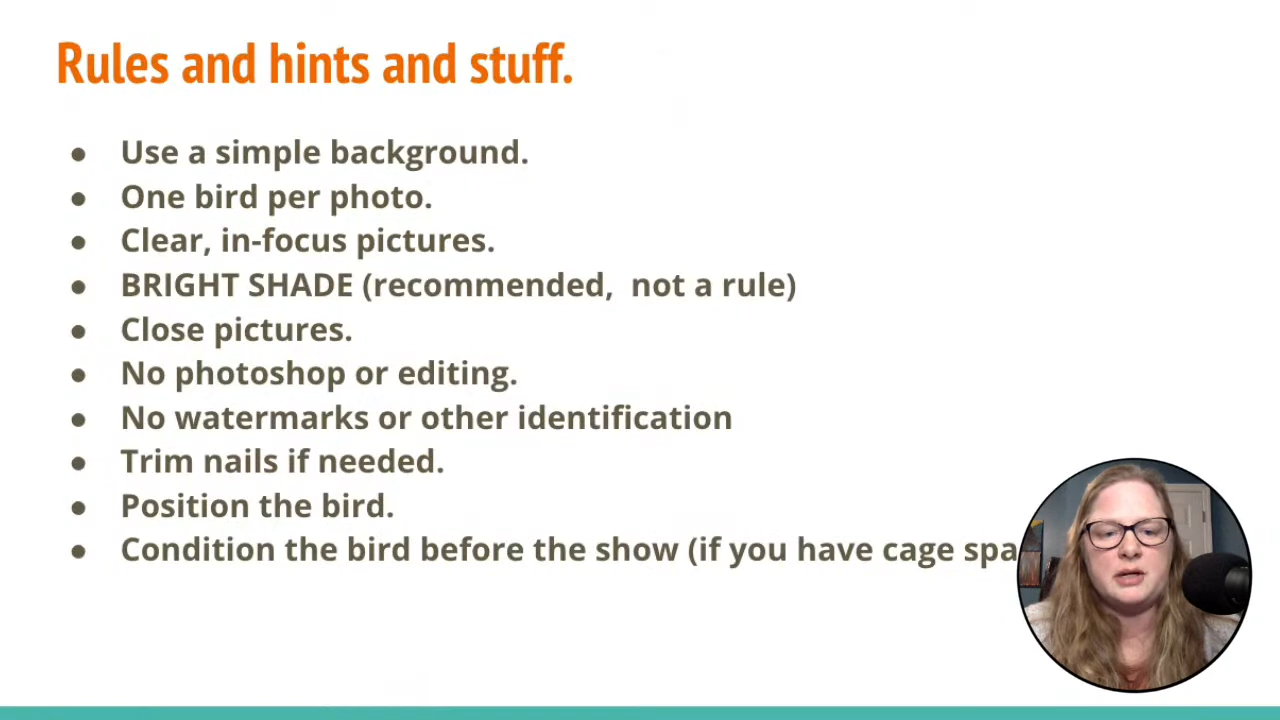 Rules and hints and stuff.
● Use a simple background.
● One bird per photo.
● Clear, in-focus pictures.
● BRIGHT SHADE (recommended,  not a rule)
● Close pictures.
● No photoshop or editing.
● No watermarks or other identification
● Trim nails if needed.
● Position the bird.
● Condition the bird before the show (if you have cage